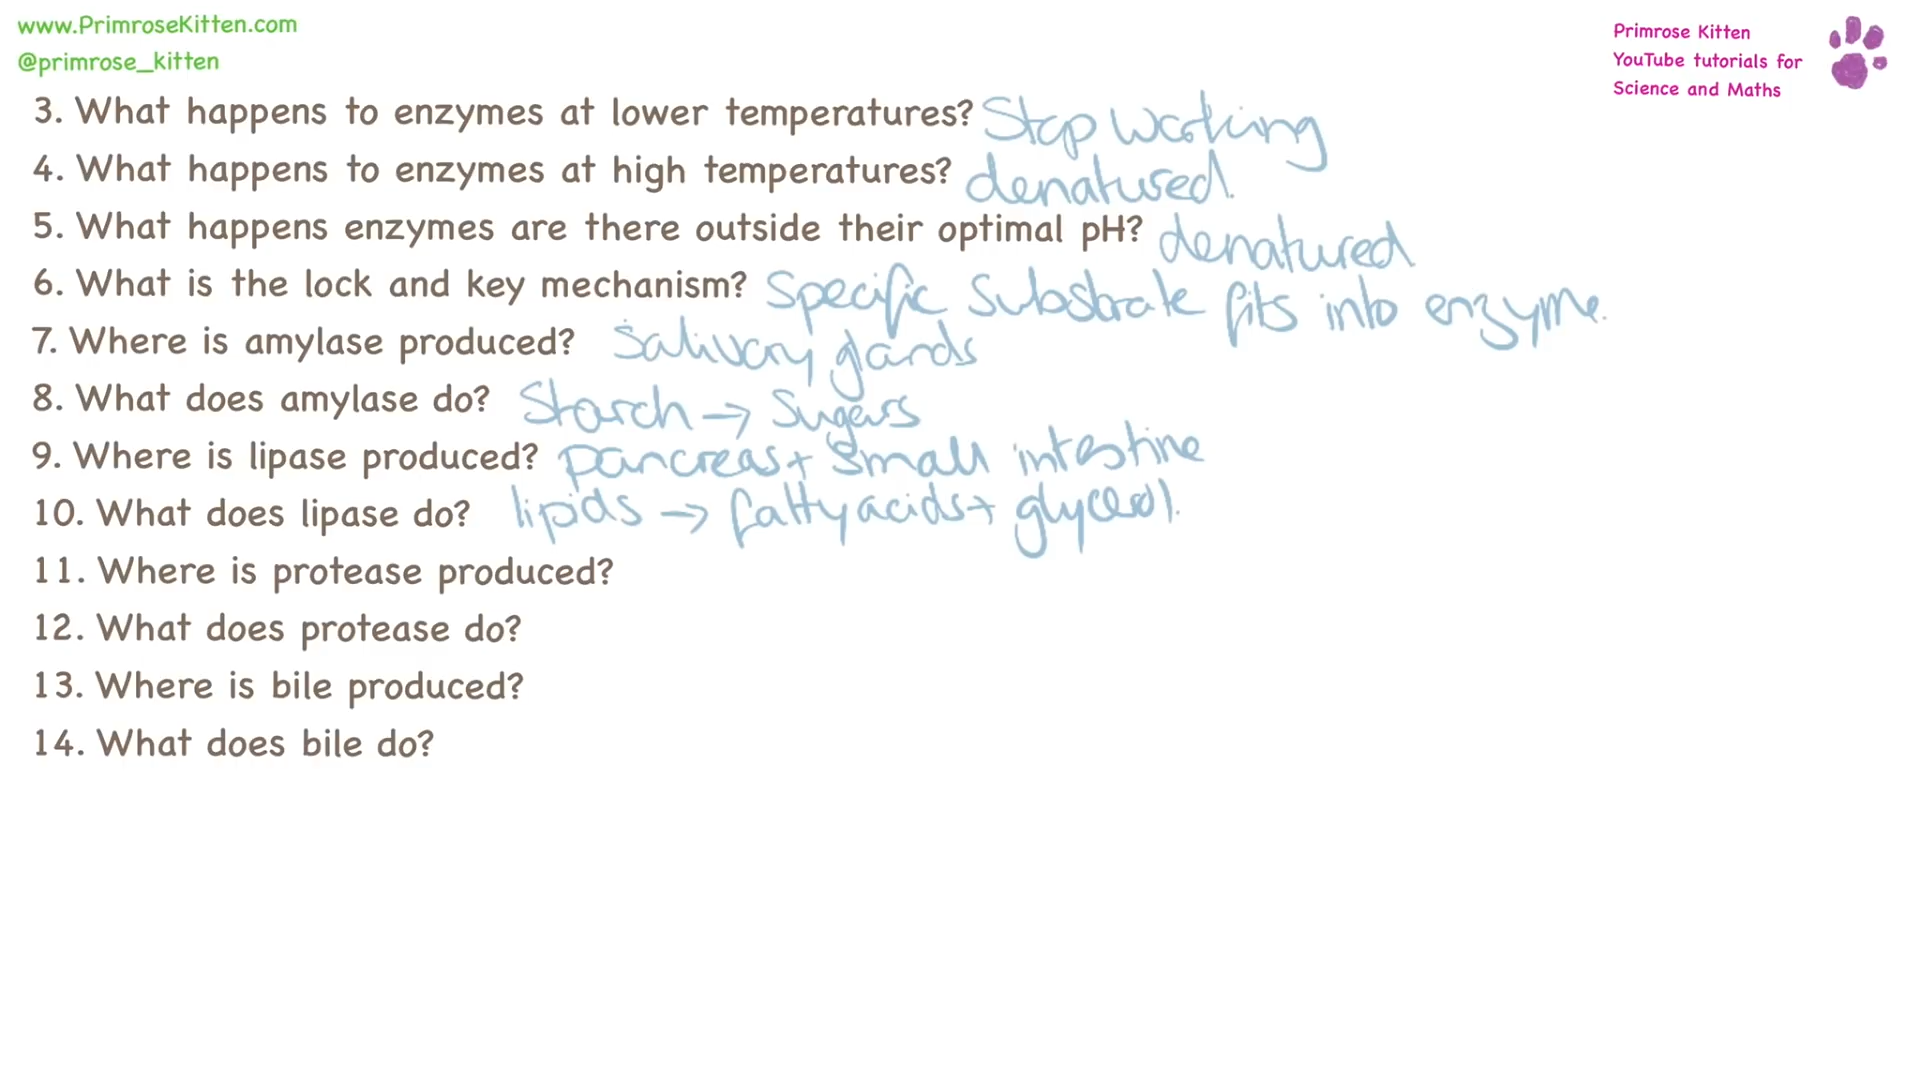 www.PrimroseKitten.com
@primrose_kitten
Primrose Kitten
YouTube tutorials for
Science and Maths
3. What happens to enzymes at lower temperatures? Stop working
4. What happens to enzymes at high temperatures? denatured.
5. What happens enzymes are there outside their optimal pH? denatured
6. What is the lock and key mechanism? Specific substrate fits into enzyme.
7. Where is amylase produced? Salivary glands
8. What does amylase do? Starch → Sugars
9. Where is lipase produced? pancreas + small intestine
10. What does lipase do? lipids → fatty acids + glycerol.
11. Where is protease produced?
12. What does protease do?
13. Where is bile produced?
14. What does bile do?